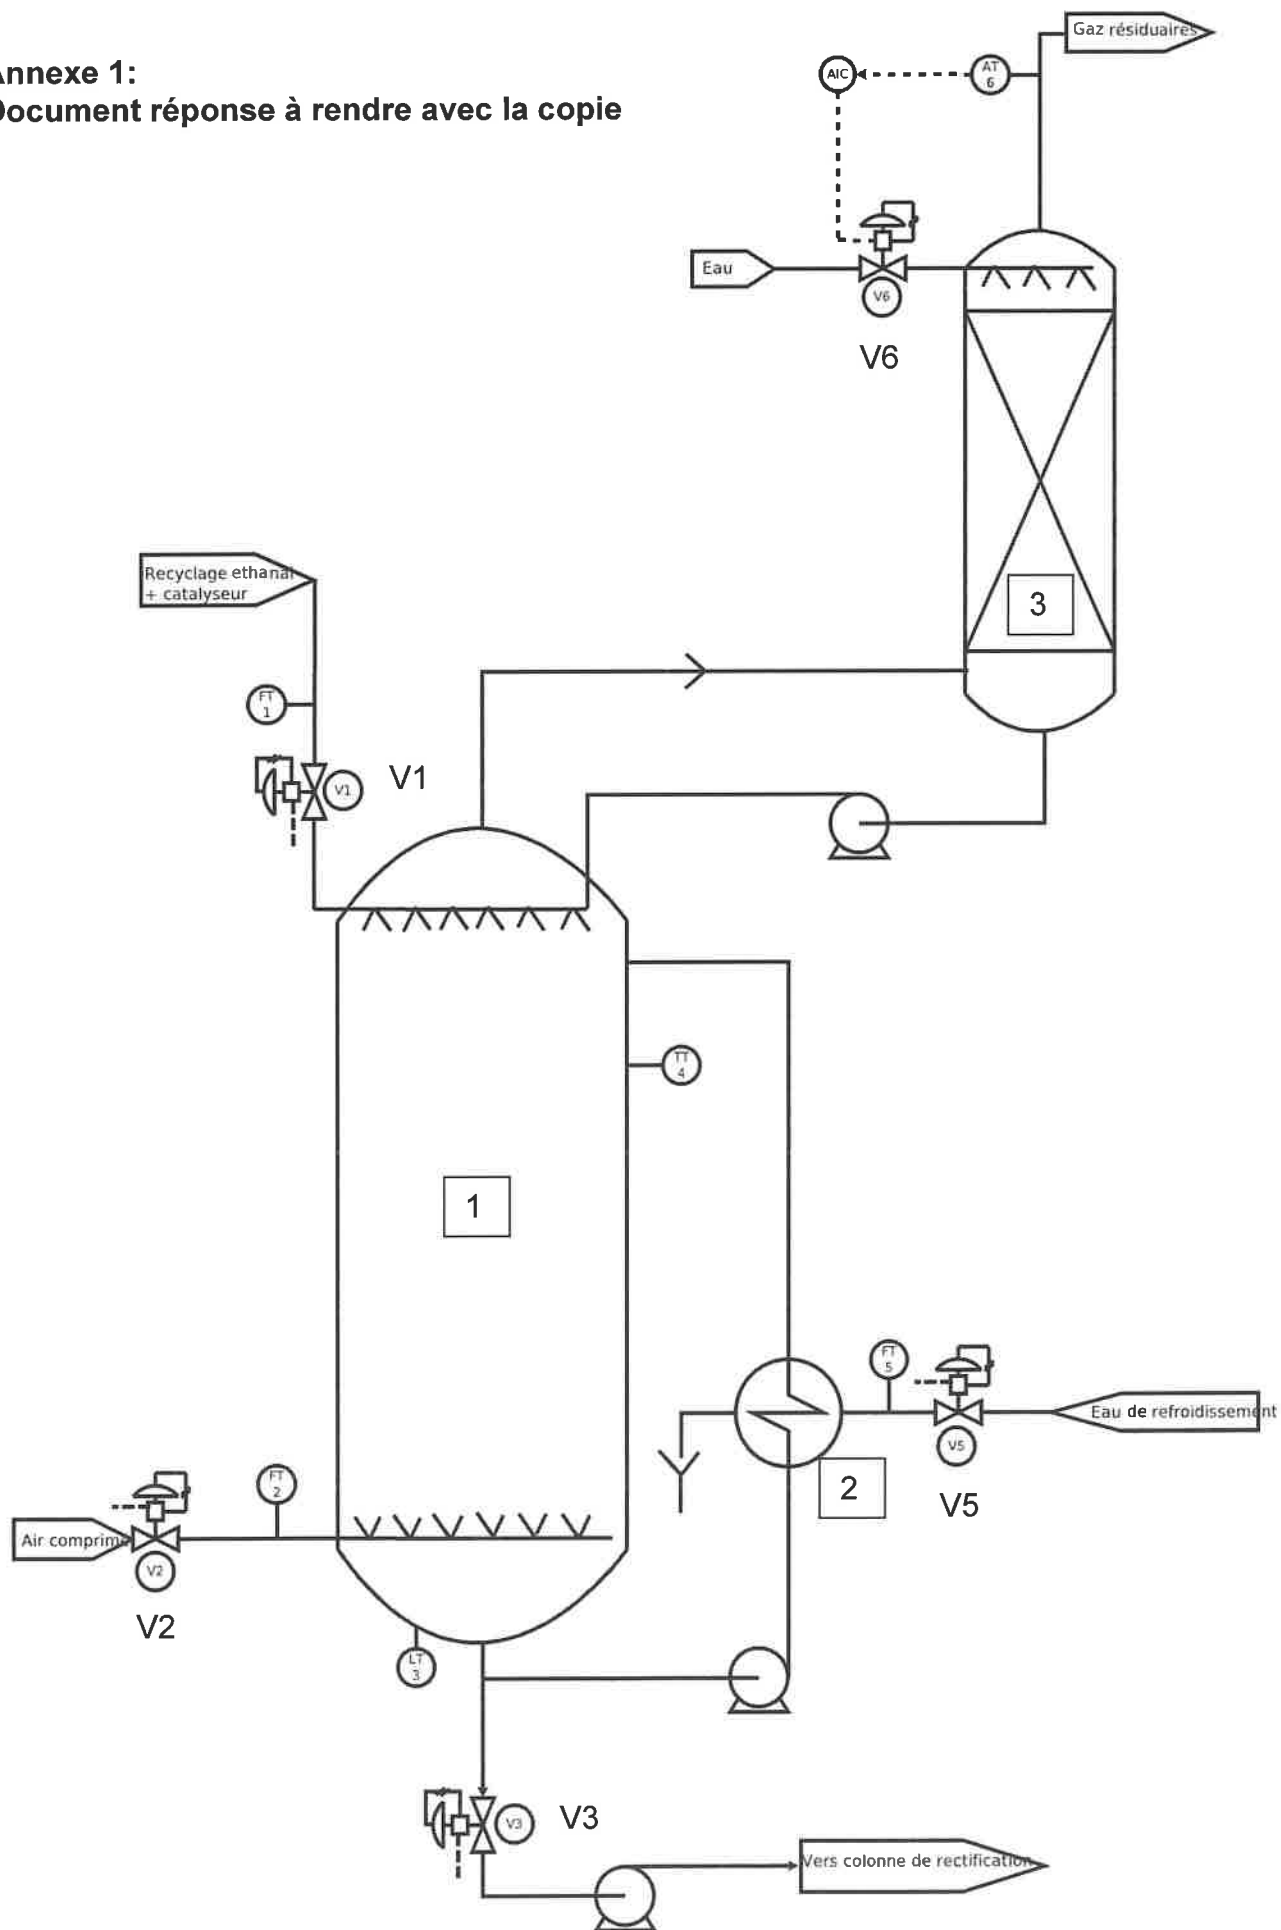 nnexe 1:
ocument réponse à rendre avec la copie
Gaz résiduaires
AIC
AT
6
Eau
V6
V6
3
Recyclage ethanal
+ catalyseur
FT
1
V1
V1
TT
4
1
FT
5
Eau de refroidissement
V5
2
V5
FT
2
Air comprimé
V2
V2
LT
3
V3
V3
Vers colonne de rectification